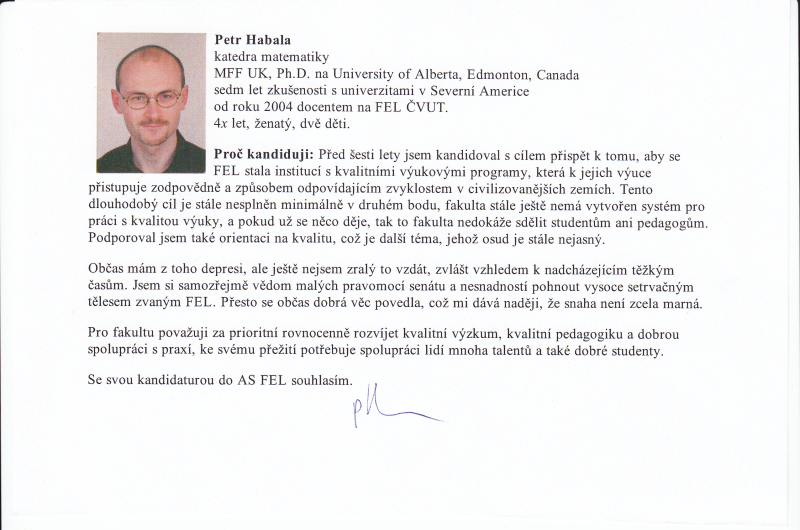 Petr Habala
katedra matematiky
MFF UK, Ph.D. na University of Alberta, Edmonton, Canada
sedm let zkušenosti s univerzitami v Severní Americe
od roku 2004 docentem na FEL ČVUT.
4x let, ženatý, dvě děti.
Proč kandiduji: Před šesti lety jsem kandidoval s cílem přispět k tomu, aby se
FEL stala institucí s kvalitními výukovými programy, která k jejich výuce
přistupuje zodpovědně a způsobem odpovídajícím zvyklostem v civilizovanějších zemích. Tento
dlouhodobý cíl je stále nesplněn minimálně v druhém bodu, fakulta stále ještě nemá vytvořen systém pro
práci s kvalitou výuky, a pokud už se něco děje, tak to fakulta nedokáže sdělit studentům ani pedagogům.
Podporoval jsem také orientaci na kvalitu, což je další téma, jehož osud je stále nejasný.
Občas mám z toho depresi, ale ještě nejsem zralý to vzdát, zvlášt vzhledem k nadcházejícím těžkým
časům. Jsem si samozřejmě vědom malých pravomocí senátu a nesnadností pohnout vysoce setrvačným
tělesem zvaným FEL. Přesto se občas dobrá věc povedla, což mi dává naději, že snaha není zcela marná.
Pro fakultu považuji za prioritní rovnocenně rozvíjet kvalitní výzkum, kvalitní pedagogiku a dobrou
spolupráci s praxí, ke svému přežití potřebuje spolupráci lidí mnoha talentů a také dobré studenty.
Se svou kandidaturou do AS FEL souhlasím.